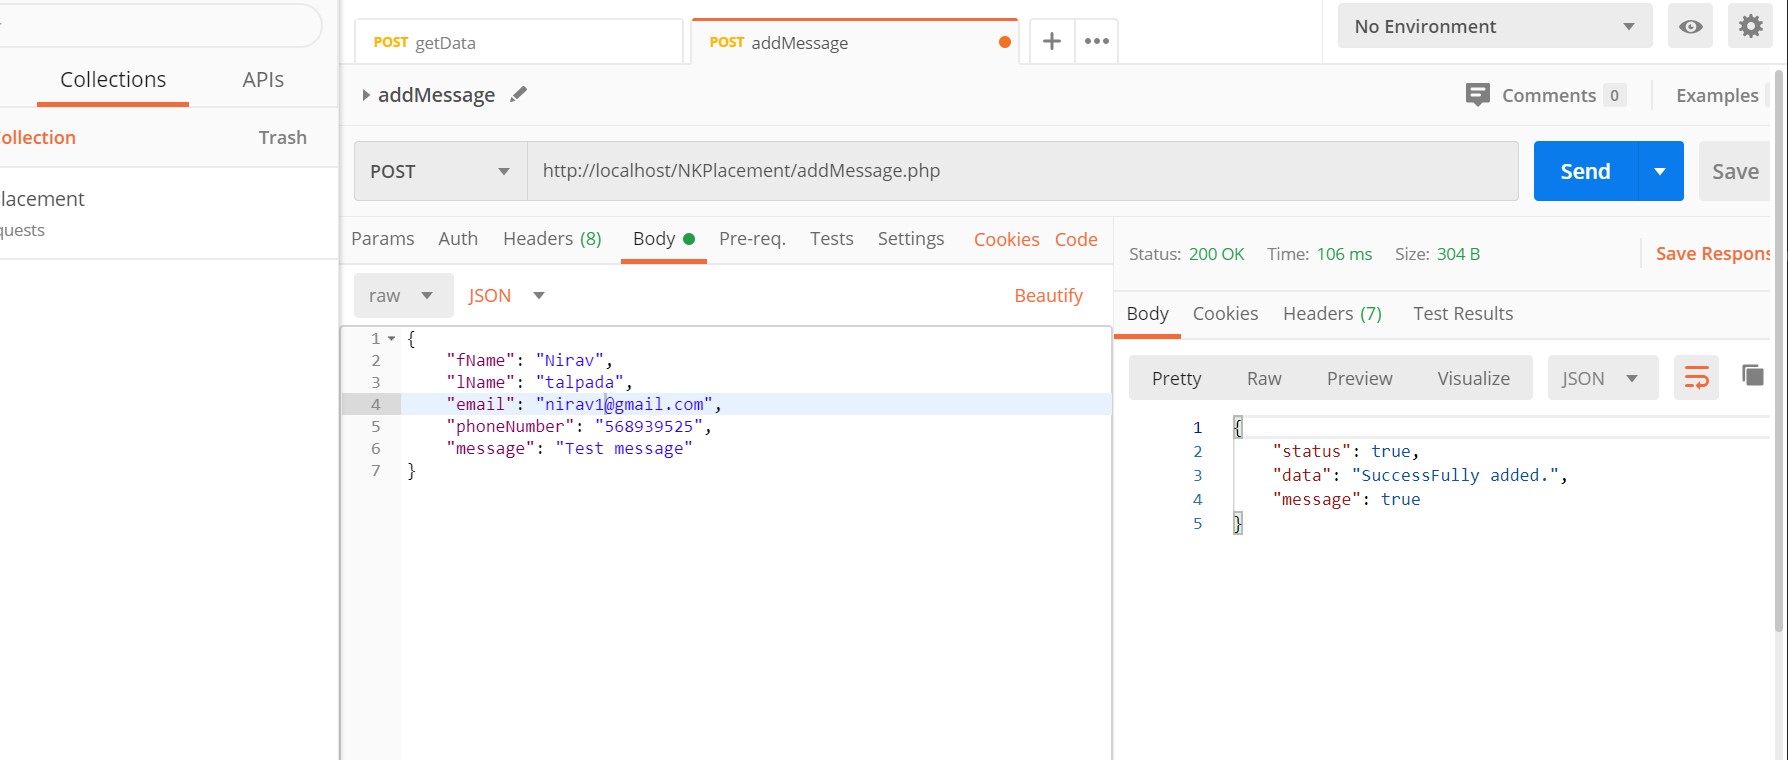 POST getData
POST addMessage
No Environment
Collections
APIs
addMessage
Comments 0
Examples
ollection
Trash
POST
http://localhost/NKPlacement/addMessage.php
Send
Save
lacement
quests
Params
Auth
Headers (8)
Body
Pre-req.
Tests
Settings
Cookies
Code
Status: 200 OK
Time: 106 ms
Size: 304 B
Save Respons
raw
JSON
Beautify
Body
Cookies
Headers (7)
Test Results
1 {
2 "fName": "Nirav",
3 "lName": "talpada",
4 "email": "nirav1@gmail.com",
5 "phoneNumber": "568939525",
6 "message": "Test message"
7 }
Pretty
Raw
Preview
Visualize
JSON
1 {
2 "status": true,
3 "data": "SuccessFully added.",
4 "message": true
5 }